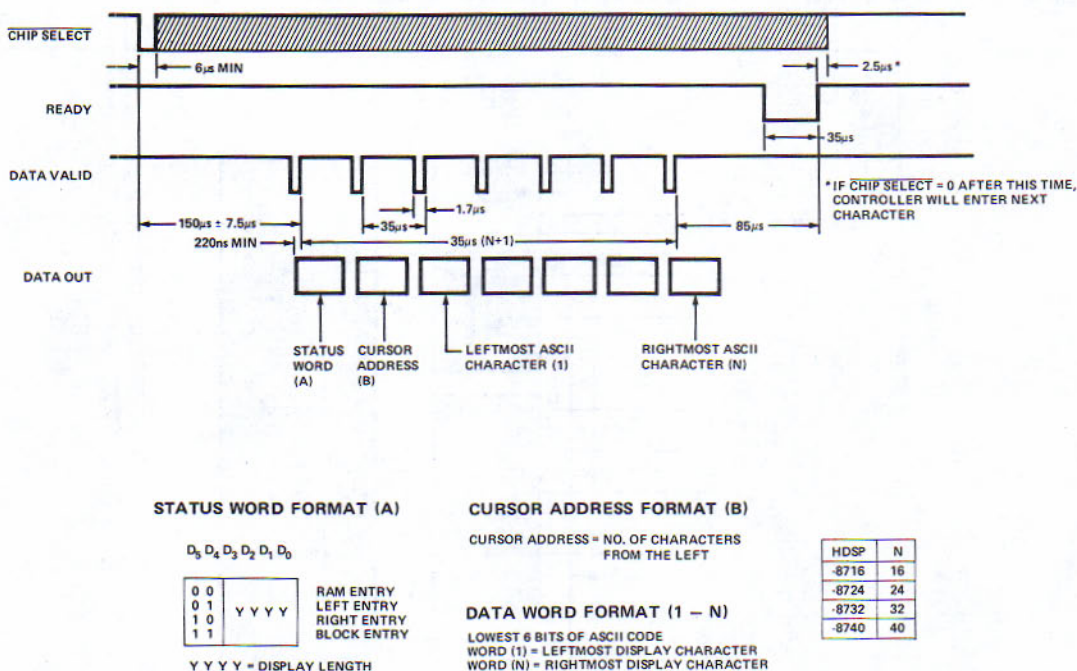 CHIP SELECT
6μs MIN
2.5μs *
READY
35μs
DATA VALID
1.7μs
* IF CHIP SELECT = 0 AFTER THIS TIME,
CONTROLLER WILL ENTER NEXT
CHARACTER
150μs ± 7.5μs
35μs
85μs
220ns MIN
35μs (N+1)
DATA OUT
STATUS
WORD
(A)
CURSOR
ADDRESS
(B)
LEFTMOST ASCII
CHARACTER (1)
RIGHTMOST ASCII
CHARACTER (N)
STATUS WORD FORMAT (A)
D5 D4 D3 D2 D1 D0
0 0 RAM ENTRY
0 1 Y Y Y Y LEFT ENTRY
1 0 RIGHT ENTRY
1 1 BLOCK ENTRY
Y Y Y Y = DISPLAY LENGTH
CURSOR ADDRESS FORMAT (B)
CURSOR ADDRESS = NO. OF CHARACTERS
FROM THE LEFT
DATA WORD FORMAT (1 – N)
LOWEST 6 BITS OF ASCII CODE
WORD (1) = LEFTMOST DISPLAY CHARACTER
WORD (N) = RIGHTMOST DISPLAY CHARACTER
HDSP N
-8716 16
-8724 24
-8732 32
-8740 40